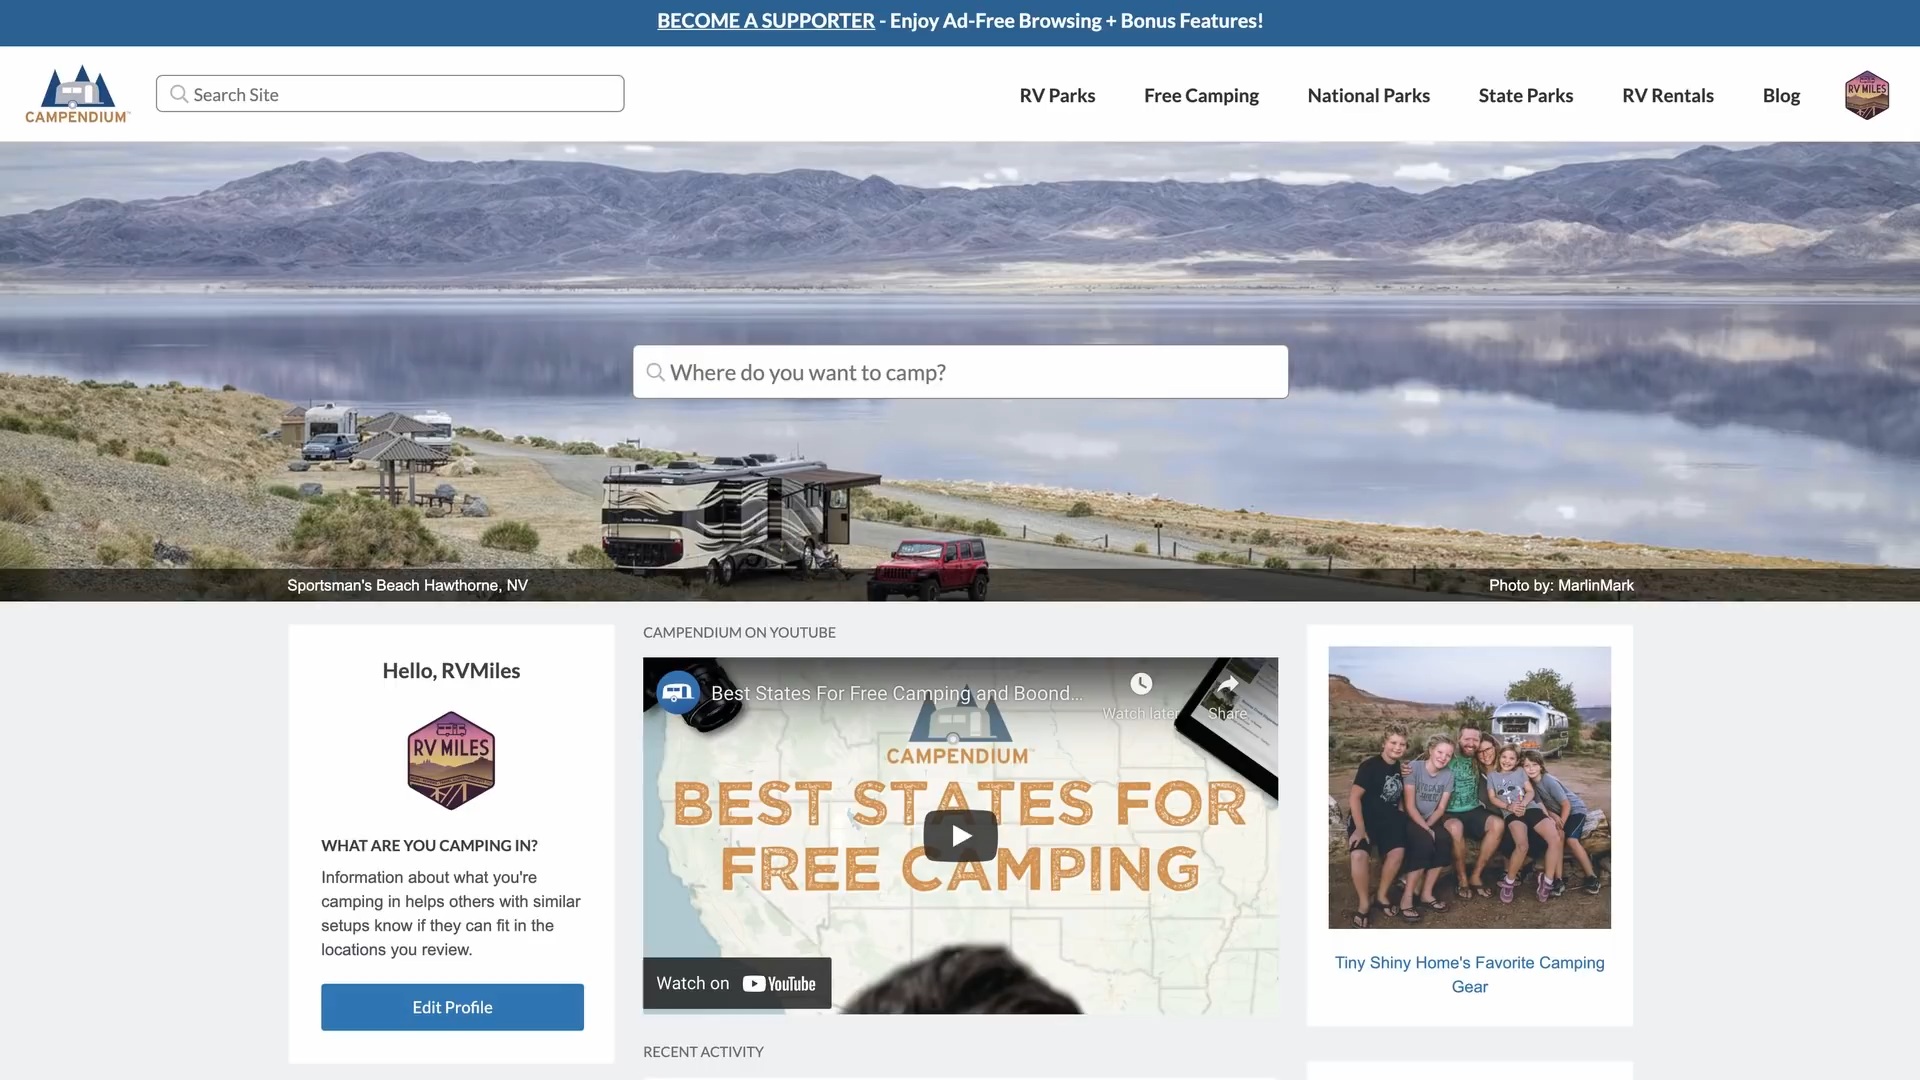 BECOME A SUPPORTER - Enjoy Ad-Free Browsing + Bonus Features!
CAMPENDIUM™
Search Site
RV Parks
Free Camping
National Parks
State Parks
RV Rentals
Blog
RV MILES
Where do you want to camp?
Sportsman's Beach Hawthorne, NV
Photo by: MarlinMark
Hello, RVMiles
RV MILES
WHAT ARE YOU CAMPING IN?
Information about what you're
camping in helps others with similar
setups know if they can fit in the
locations you review.
Edit Profile
CAMPENDIUM ON YOUTUBE
Best States For Free Camping and Boond...
Watch later
Share
CAMPENDIUM
BEST STATES FOR
FREE CAMPING
Watch on YouTube
RECENT ACTIVITY
Tiny Shiny Home's Favorite Camping
Gear